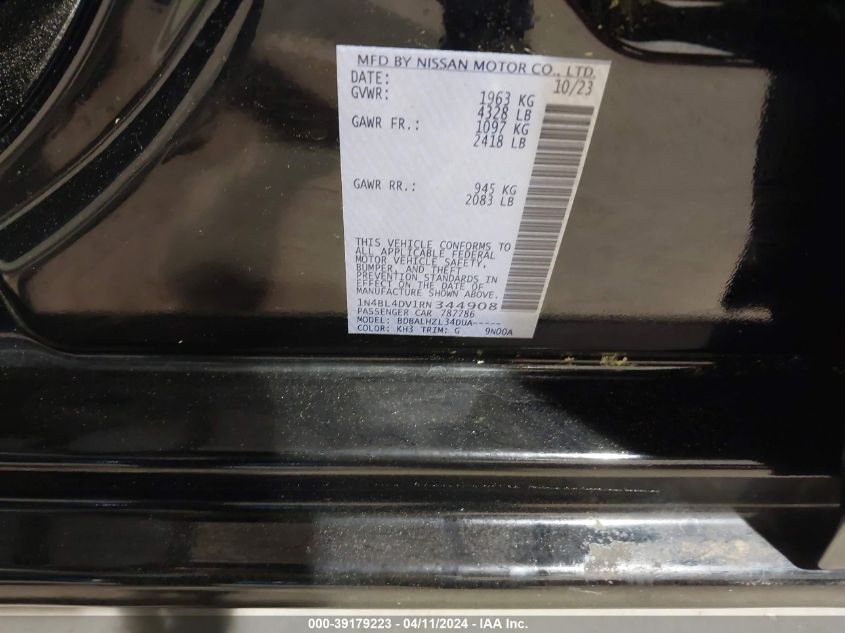 MFD BY NISSAN MOTOR CO., LTD.
DATE: 10/23
GVWR: 1963 KG
4328 LB
GAWR FR.: 1097 KG
2418 LB
GAWR RR.: 945 KG
2083 LB
THIS VEHICLE CONFORMS TO
ALL APPLICABLE FEDERAL
MOTOR VEHICLE SAFETY,
BUMPER, AND THEFT
PREVENTION STANDARDS IN
EFFECT ON THE DATE OF
MANUFACTURE SHOWN ABOVE.
1N4BL4DV1RN344908
PASSENGER CAR 787786
MODEL: BDBALHZL34DUA-----
COLOR: KH3 TRIM: G 9N00A
000-39179223 - 04/11/2024 - IAA Inc.